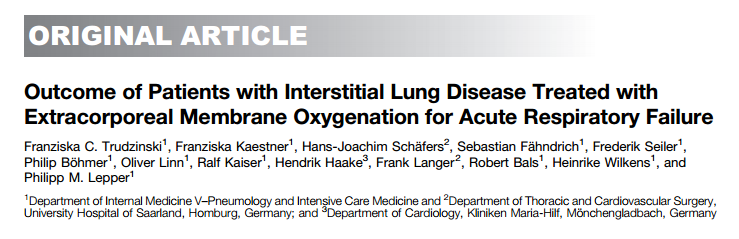 ORIGINAL ARTICLE
Outcome of Patients with Interstitial Lung Disease Treated with
Extracorporeal Membrane Oxygenation for Acute Respiratory Failure
Franziska C. Trudzinski1, Franziska Kaestner1, Hans-Joachim Schäfers2, Sebastian Fähndrich1, Frederik Seiler1,
Philip Böhmer1, Oliver Linn1, Ralf Kaiser1, Hendrik Haake3, Frank Langer2, Robert Bals1, Heinrike Wilkens1, and
Philipp M. Lepper1
1Department of Internal Medicine V–Pneumology and Intensive Care Medicine and 2Department of Thoracic and Cardiovascular Surgery,
University Hospital of Saarland, Homburg, Germany; and 3Department of Cardiology, Kliniken Maria-Hilf, Mönchengladbach, Germany